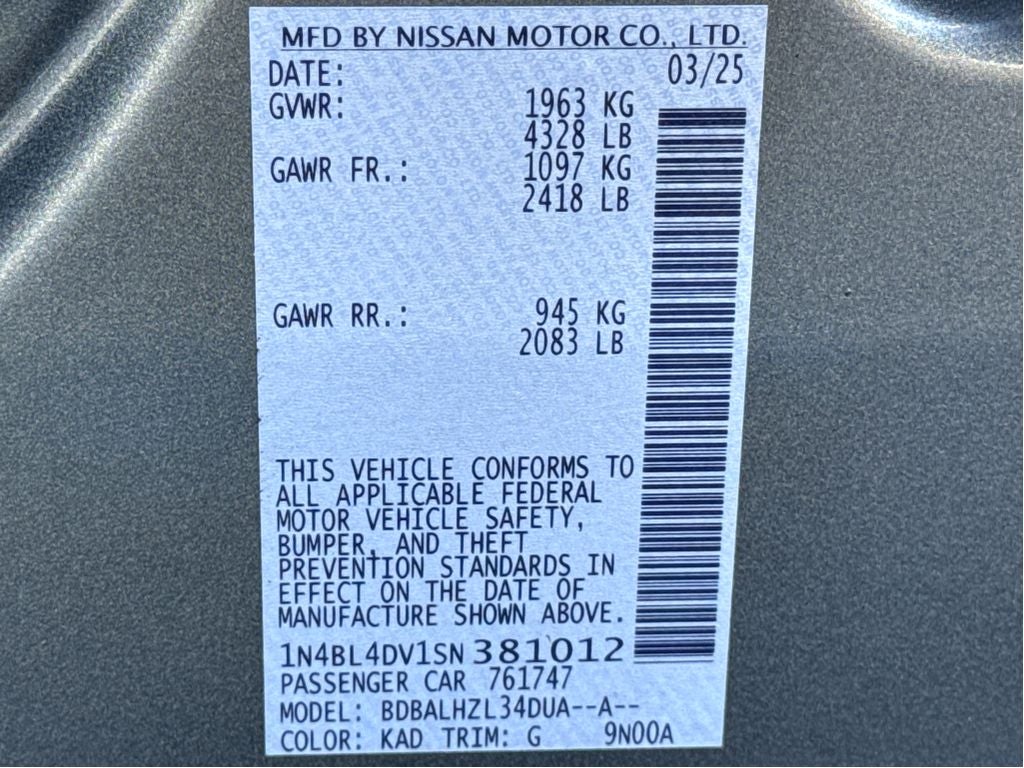 MFD BY NISSAN MOTOR CO., LTD.
DATE: 03/25
GVWR: 1963 KG
4328 LB
GAWR FR.: 1097 KG
2418 LB
GAWR RR.: 945 KG
2083 LB
THIS VEHICLE CONFORMS TO
ALL APPLICABLE FEDERAL
MOTOR VEHICLE SAFETY,
BUMPER, AND THEFT
PREVENTION STANDARDS IN
EFFECT ON THE DATE OF
MANUFACTURE SHOWN ABOVE.
1N4BL4DV1SN381012
PASSENGER CAR 761747
MODEL: BDBALHZL34DUA--A--
COLOR: KAD TRIM: G 9N00A